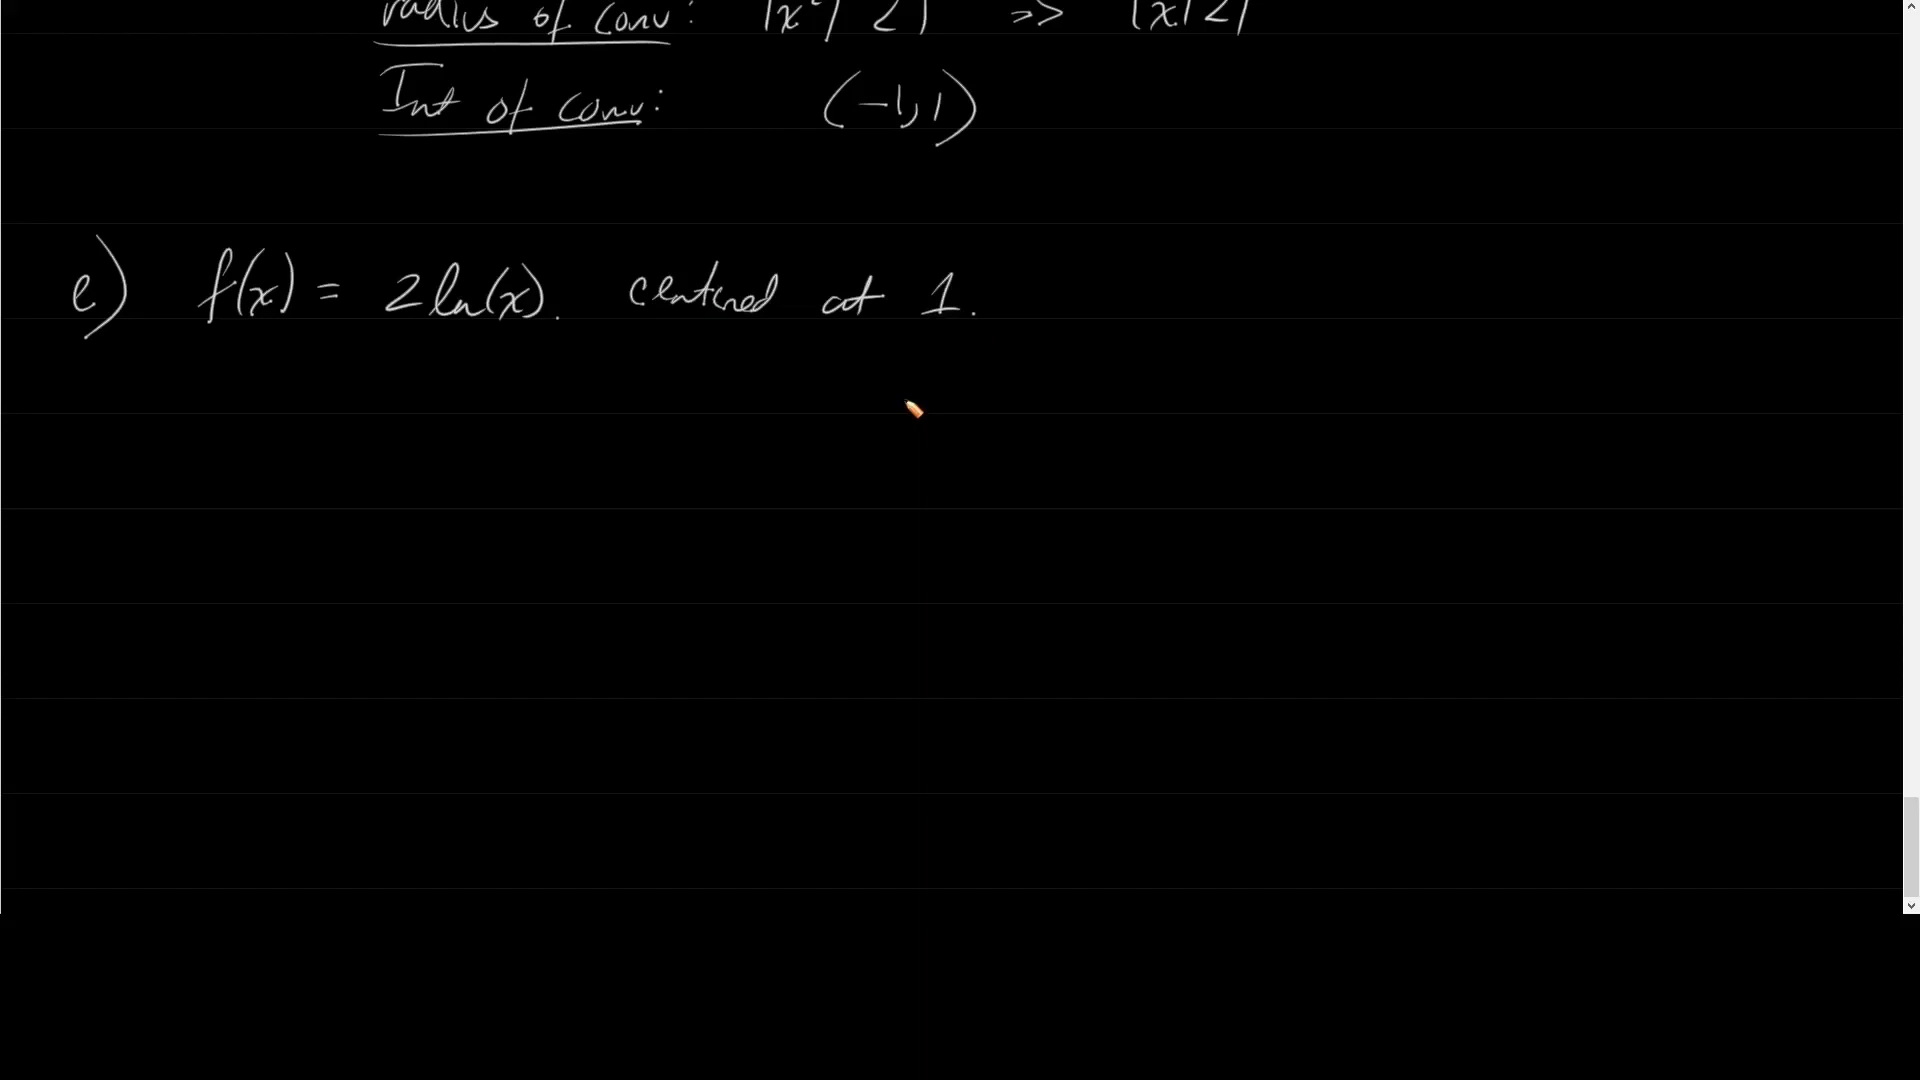 radius of conv: |x²| < 1 => |x| < 1
Int of conv: (-1, 1)
e) f(x) = 2ln(x). centered at 1.